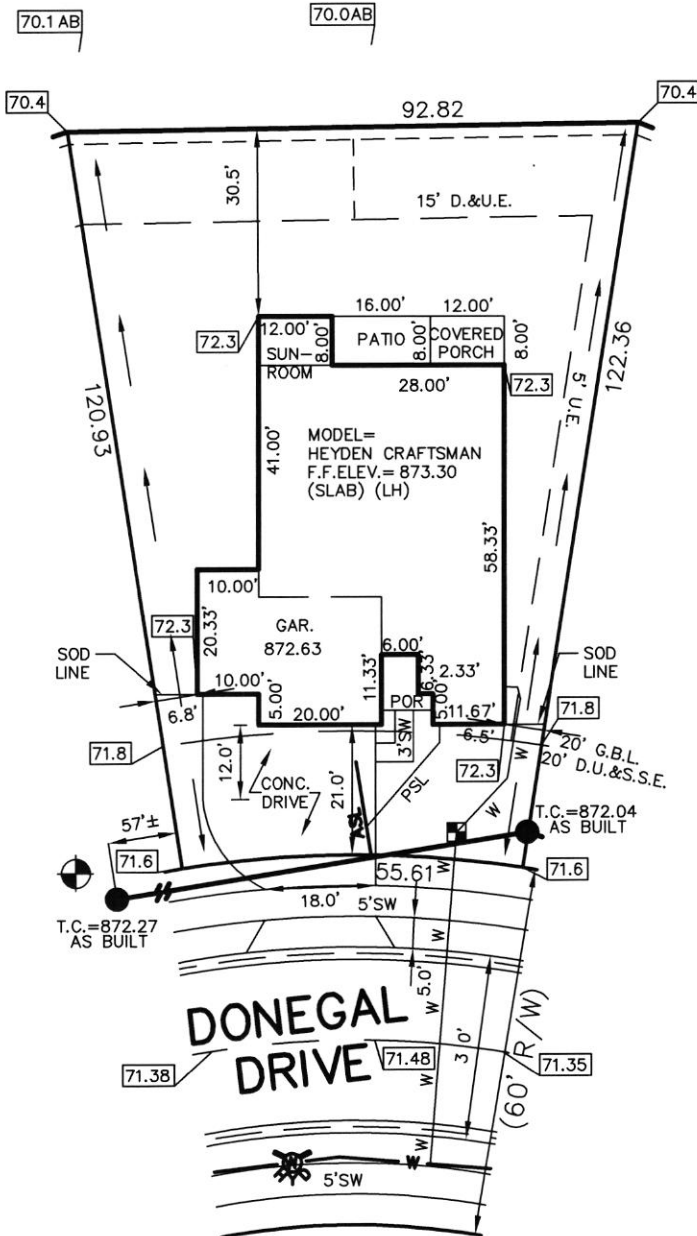 70.1 AB
70.0AB
70.4
70.4
92.82
30.5'
15' D.&U.E.
16.00'
12.00'
72.3
12.00'
8.00'
PATIO
8.00'
COVERED
PORCH
8.00'
SUN-
ROOM
28.00'
72.3
5' U.E.
122.36
120.93
41.00'
MODEL=
HEYDEN CRAFTSMAN
F.F.ELEV.= 873.30
(SLAB) (LH)
58.33'
10.00'
GAR.
872.63
20.33'
72.3
6.00'
SOD
LINE
SOD
LINE
10.00'
11.33'
6.33'
2.33'
6.8'
5.00'
20.00'
POR
5.00'
11.67'
71.8
71.8
3'SW
6.5'
20' G.B.L.
20' D.U.&S.S.E.
12.0'
CONC.
DRIVE
21.0'
PSL
72.3
W
W
57'±
ASL
T.C.=872.04
AS BUILT
71.6
71.6
55.61
18.0'
5'SW
W
W
T.C.=872.27
AS BUILT
5.0'
W
W
DONEGAL
DRIVE
71.38
71.48
71.35
(60' R/W)
W
W
W
W
5'SW